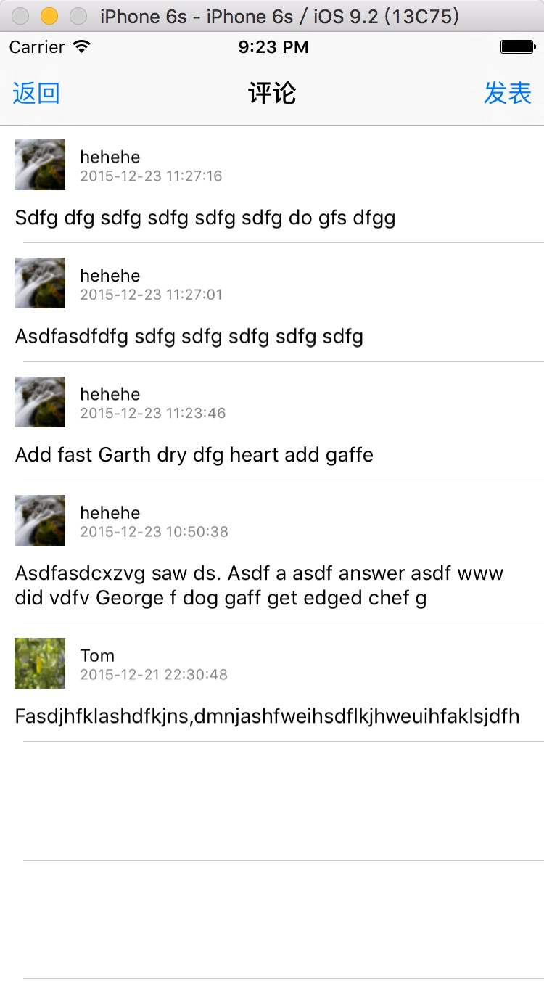 iPhone 6s - iPhone 6s / iOS 9.2 (13C75)
Carrier 9:23 PM
返回 评论 发表
hehehe
2015-12-23 11:27:16
Sdfg dfg sdfg sdfg sdfg sdfg do gfs dfgg
hehehe
2015-12-23 11:27:01
Asdfasdfdfg sdfg sdfg sdfg sdfg sdfg
hehehe
2015-12-23 11:23:46
Add fast Garth dry dfg heart add gaffe
hehehe
2015-12-23 10:50:38
Asdfasdcxzvg saw ds. Asdf a asdf answer asdf www
did vdfv George f dog gaff get edged chef g
Tom
2015-12-21 22:30:48
Fasdjhfklashdfkjns,dmnjashfweihsdflkjhweuihfaklsjdfh